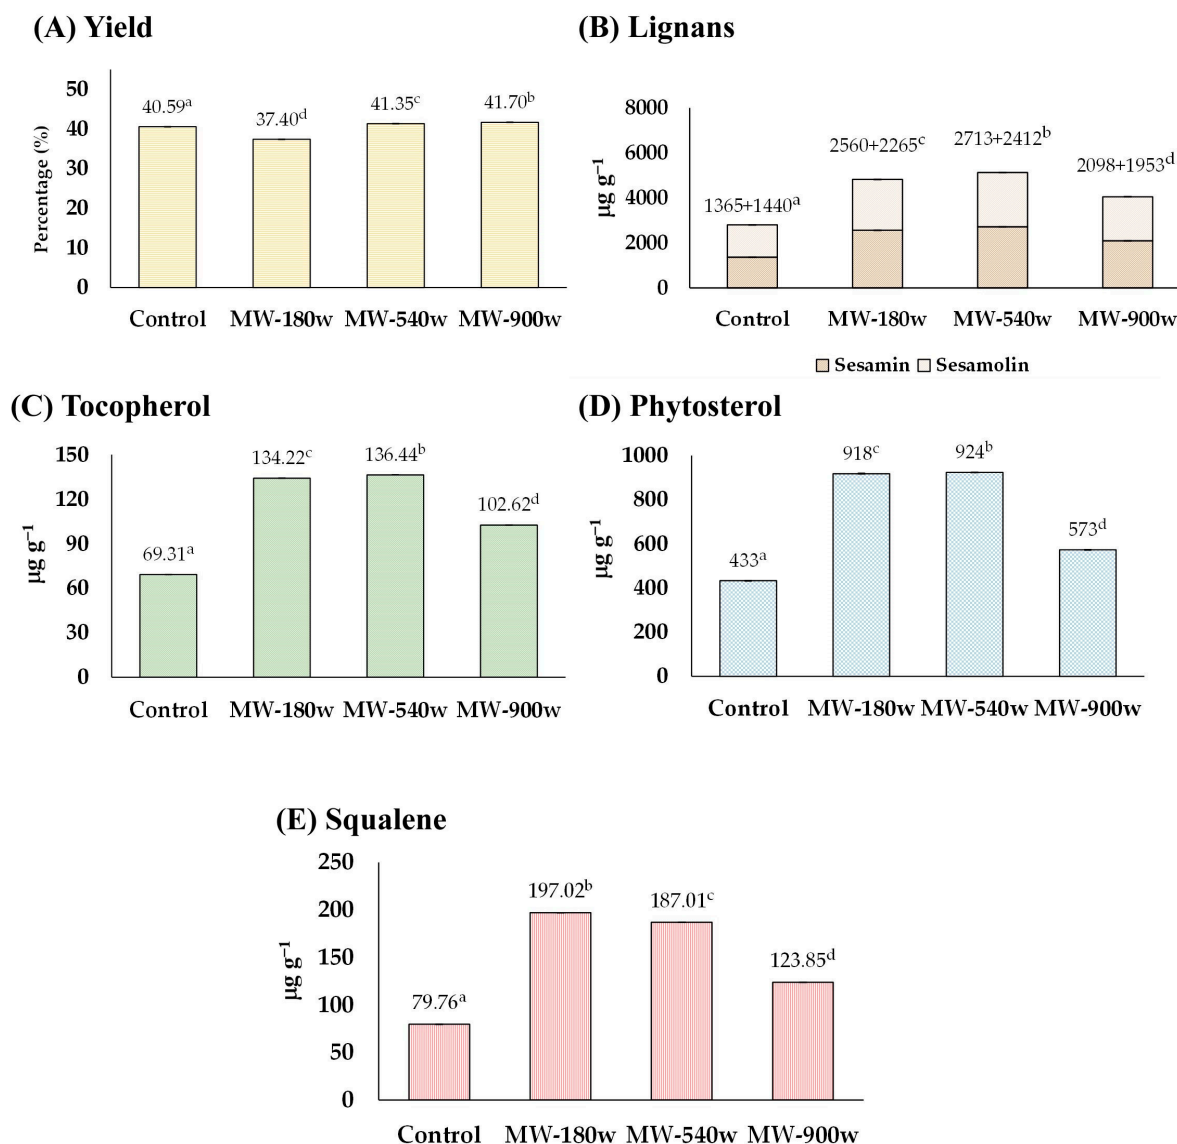 (A) Yield
Percentage (%)
50
40
30
20
10
0
40.59ᵃ
37.40ᵈ
41.35ᶜ
41.70ᵇ
Control MW-180w MW-540w MW-900w
(B) Lignans
µg g⁻¹
8000
6000
4000
2000
0
1365+1440ᵃ
2560+2265ᶜ
2713+2412ᵇ
2098+1953ᵈ
Control MW-180w MW-540w MW-900w
Sesamin Sesamolin
(C) Tocopherol
µg g⁻¹
150
120
90
60
30
0
69.31ᵃ
134.22ᶜ
136.44ᵇ
102.62ᵈ
Control MW-180w MW-540w MW-900w
(D) Phytosterol
µg g⁻¹
1000
800
600
400
200
0
433ᵃ
918ᶜ
924ᵇ
573ᵈ
Control MW-180w MW-540w MW-900w
(E) Squalene
µg g⁻¹
250
200
150
100
50
0
79.76ᵃ
197.02ᵇ
187.01ᶜ
123.85ᵈ
Control MW-180w MW-540w MW-900w